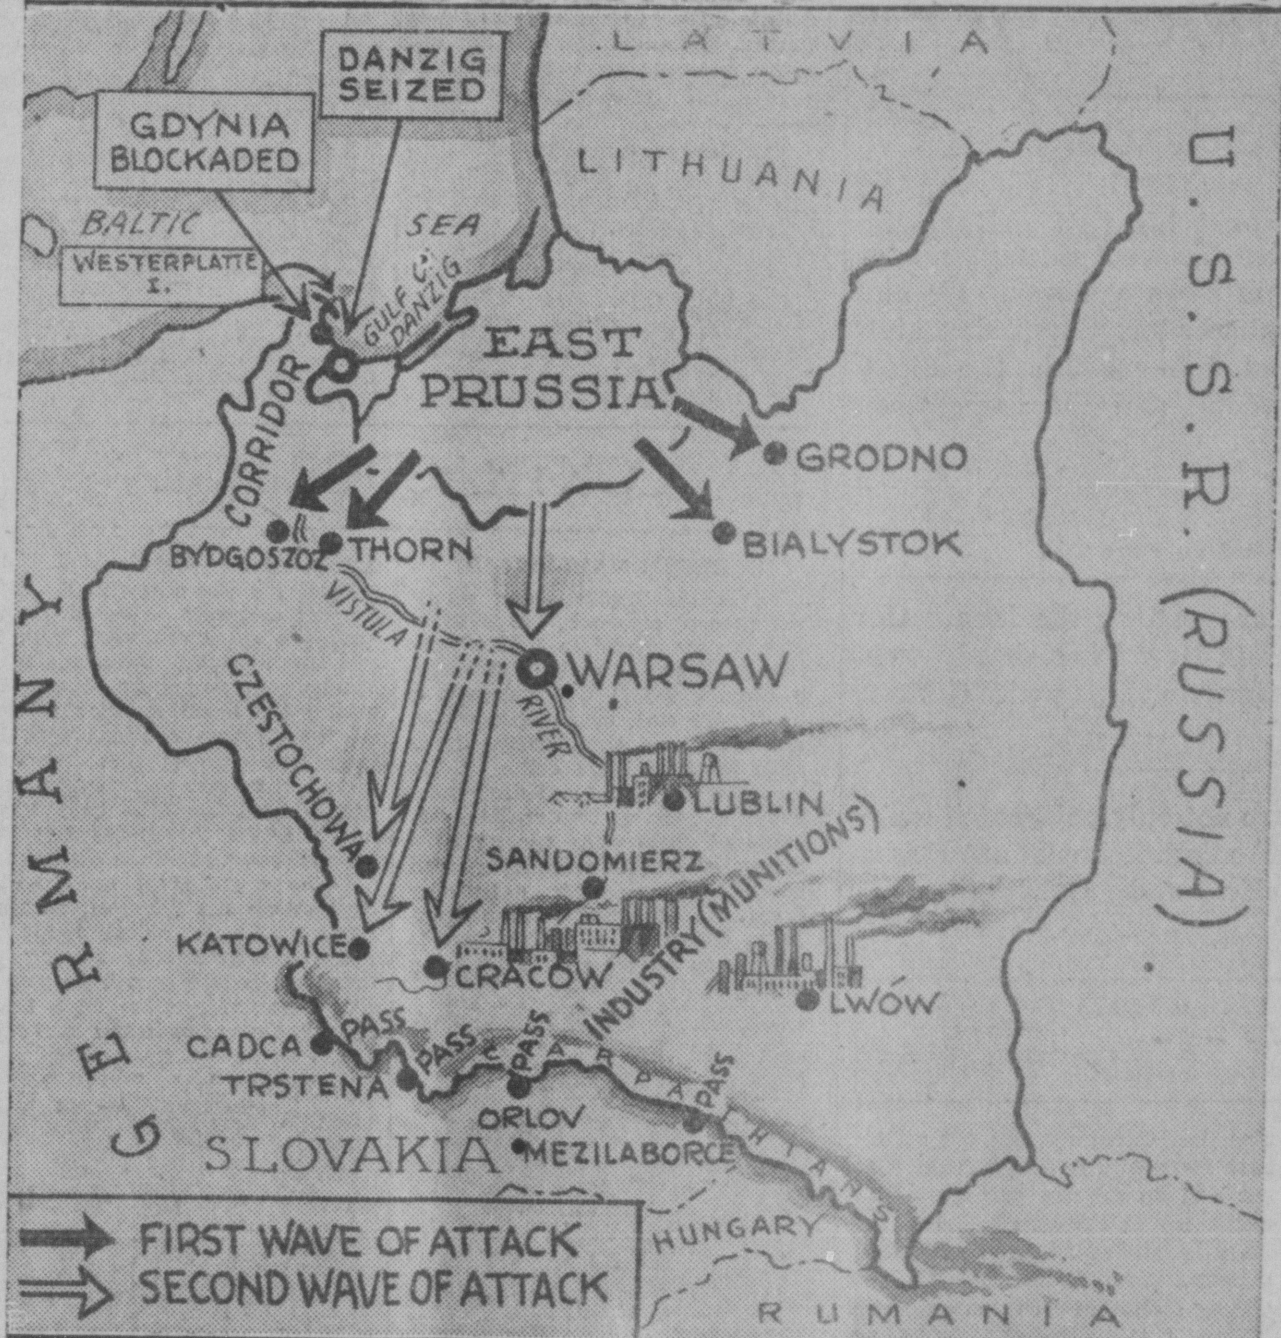 DANZIG
SEIZED
GDYNIA
BLOCKADED
LATVIA
LITHUANIA
U.S.S.R. (RUSSIA)
BALTIC SEA
WESTERPLATTE
I.
GULF of
DANZIG
EAST
PRUSSIA
CORRIDOR
GRODNO
BYDGOSZOZ
THORN
BIALYSTOK
VISTULA
RIVER
WARSAW
GERMANY
CZESTOCHOWA
LUBLIN
SANDOMIERZ
INDUSTRY (MUNITIONS)
KATOWICE
CRACOW
LWÓW
CADCA
PASS
TRSTENA
PASS
PASS
ORLOV
PASS
CARPATHIANS
SLOVAKIA
MEZILABORCE
HUNGARY
RUMANIA
FIRST WAVE OF ATTACK
SECOND WAVE OF ATTACK